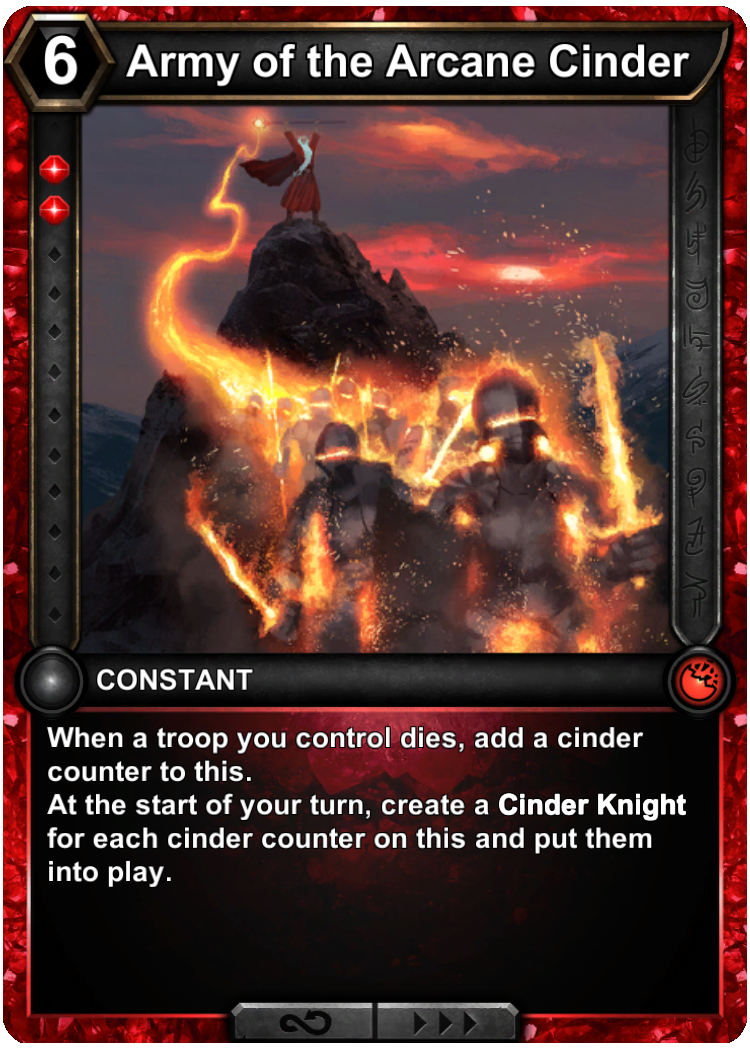 6
Army of the Arcane Cinder
CONSTANT
When a troop you control dies, add a cinder
counter to this.
At the start of your turn, create a Cinder Knight
for each cinder counter on this and put them
into play.